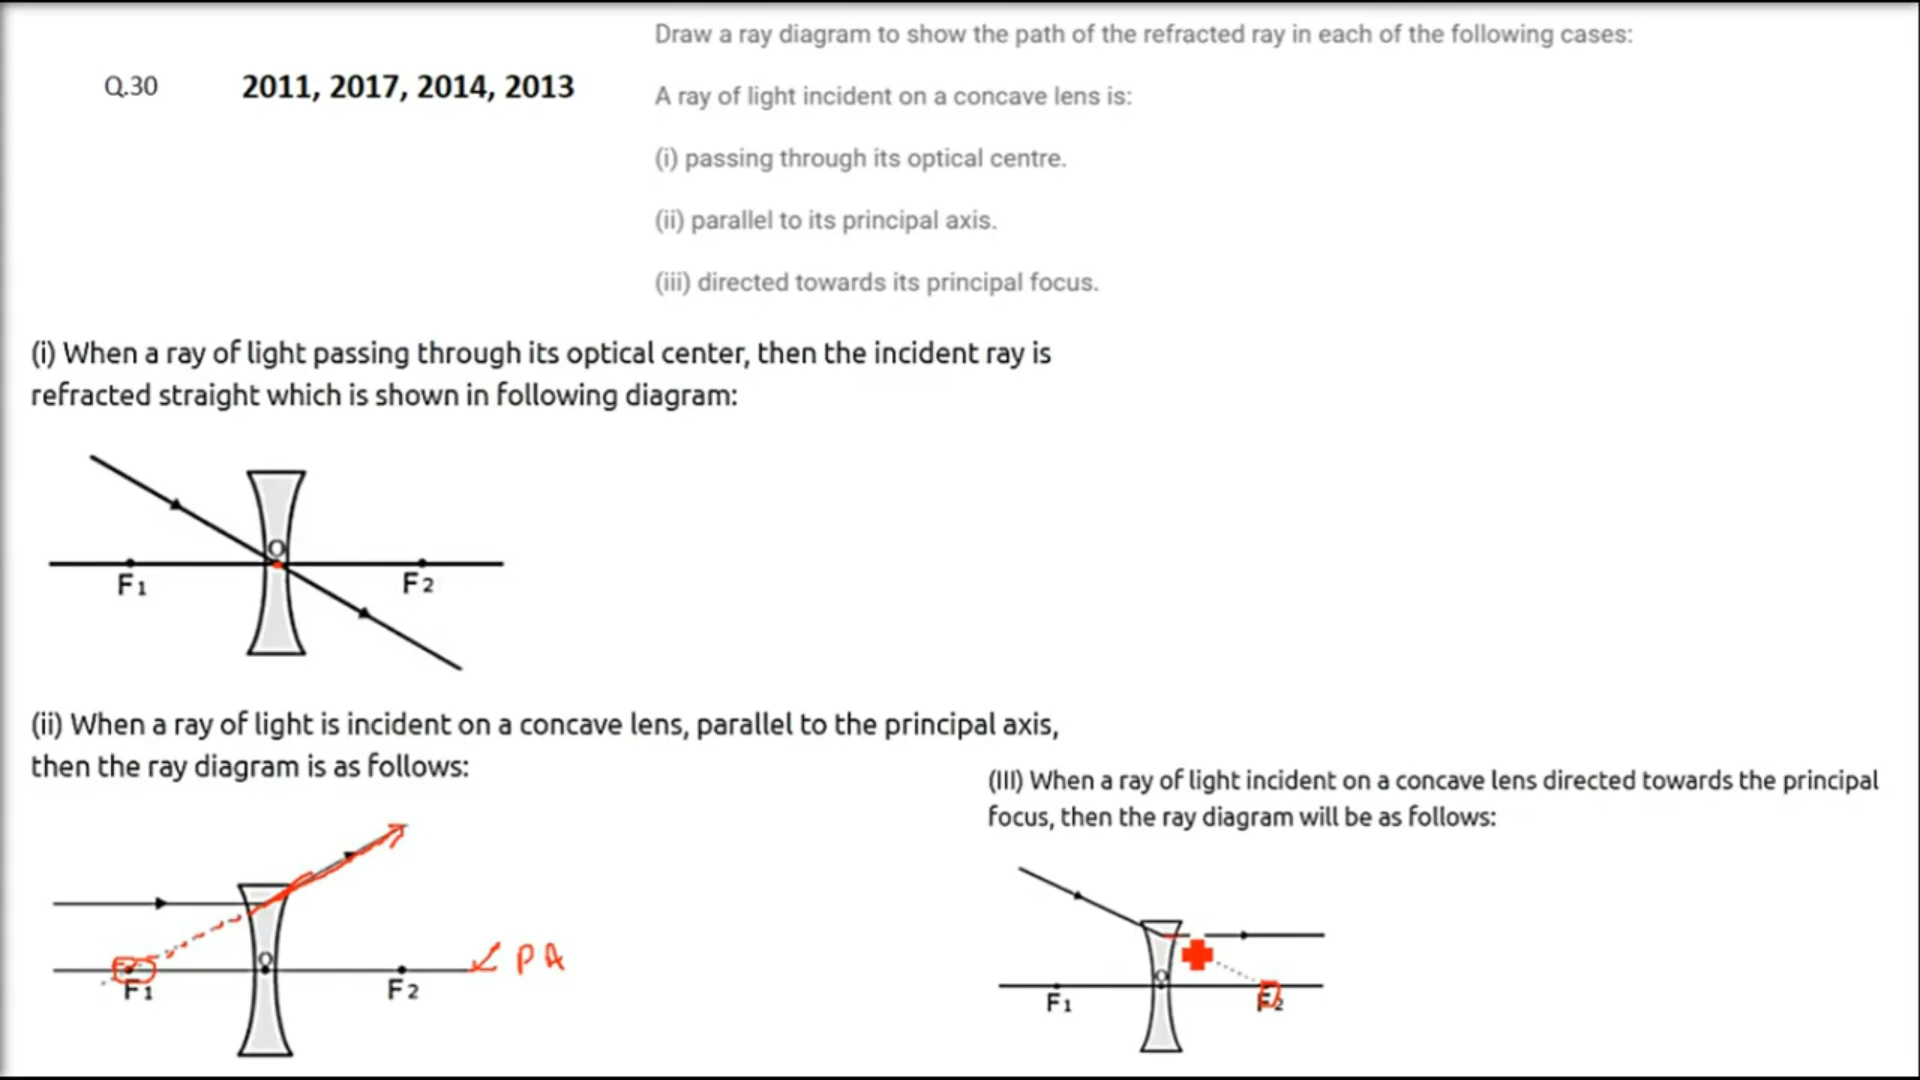 Q.30
2011, 2017, 2014, 2013
Draw a ray diagram to show the path of the refracted ray in each of the following cases:
A ray of light incident on a concave lens is:
(i) passing through its optical centre.
(ii) parallel to its principal axis.
(iii) directed towards its principal focus.
(i) When a ray of light passing through its optical center, then the incident ray is
refracted straight which is shown in following diagram:
O
F1
F2
(ii) When a ray of light is incident on a concave lens, parallel to the principal axis,
then the ray diagram is as follows:
O
PA
F1
F2
(III) When a ray of light incident on a concave lens directed towards the principal
focus, then the ray diagram will be as follows:
O
F1
F2